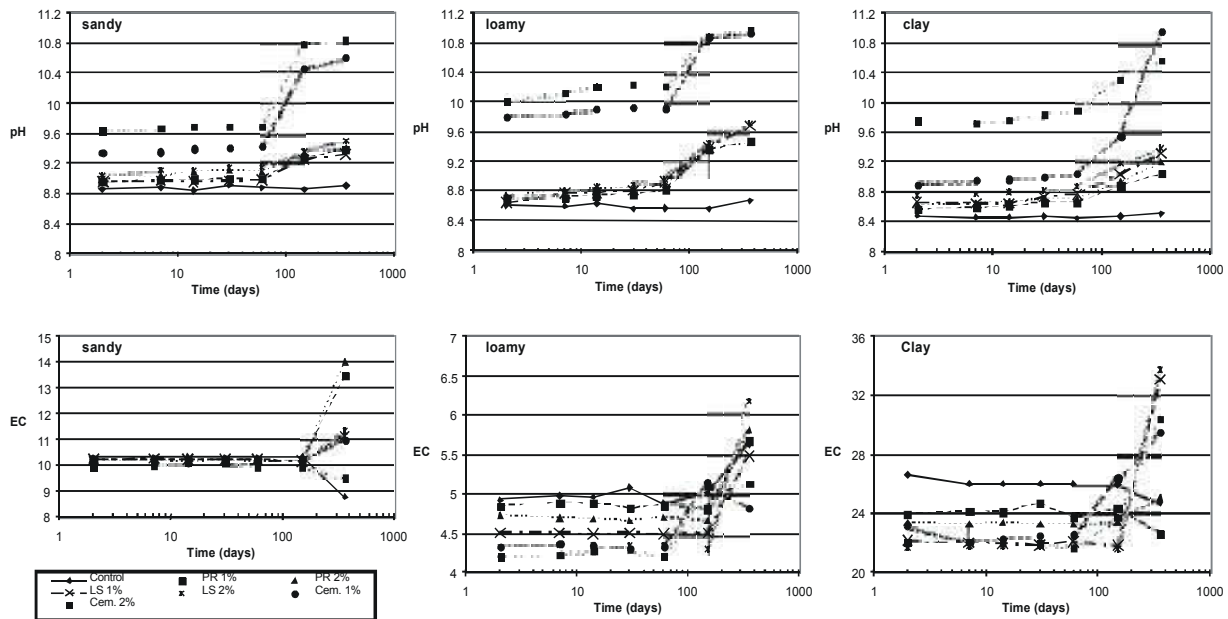 sandy
loamy
clay
pH
11.2
10.8
10.4
10
9.6
9.2
8.8
8.4
8
1 10 100 1000
Time (days)
pH
11.2
10.8
10.4
10
9.6
9.2
8.8
8.4
8
1 10 100 1000
Time (days)
pH
11.2
10.8
10.4
10
9.6
9.2
8.8
8.4
8
1 10 100 1000
Time (days)
sandy
loamy
Clay
EC
15
14
13
12
11
10
9
8
1 10 100 1000
Time (days)
EC
7
6
5.5
5
4.5
4
1 10 100 1000
Time (days)
EC
36
32
28
26
24
20
1 10 100 1000
Time (days)
Control PR 1% PR 2%
LS 1% LS 2% Cem. 1%
Cem. 2%